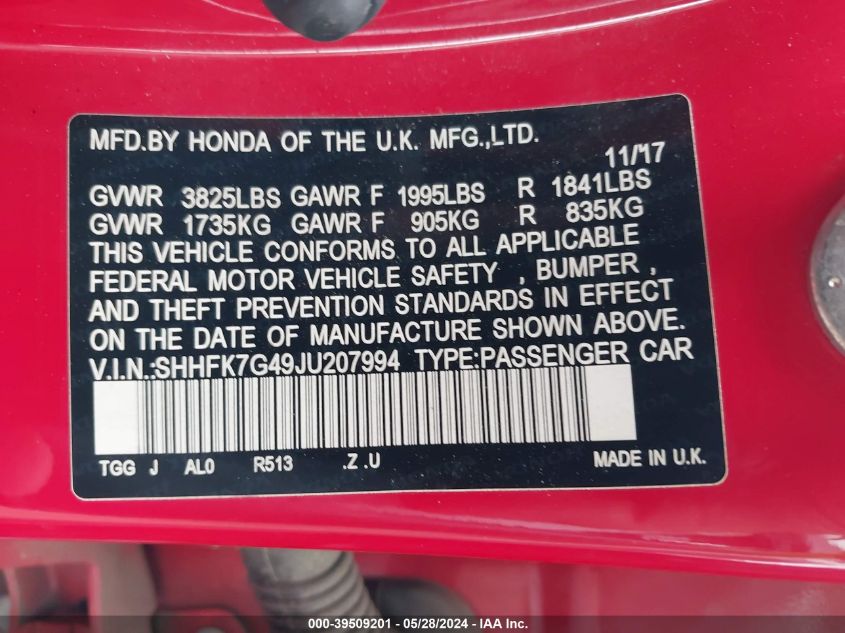 MFD.BY HONDA OF THE U.K. MFG.,LTD.
11/17
GVWR 3825LBS GAWR F 1995LBS R 1841LBS
GVWR 1735KG GAWR F 905KG R 835KG
THIS VEHICLE CONFORMS TO ALL APPLICABLE
FEDERAL MOTOR VEHICLE SAFETY , BUMPER ,
AND THEFT PREVENTION STANDARDS IN EFFECT
ON THE DATE OF MANUFACTURE SHOWN ABOVE.
V.I.N.:SHHFK7G49JU207994 TYPE:PASSENGER CAR
TGG J AL0 R513 .Z .U MADE IN U.K.
000-39509201 / 05/28/2024 / IAA Inc.